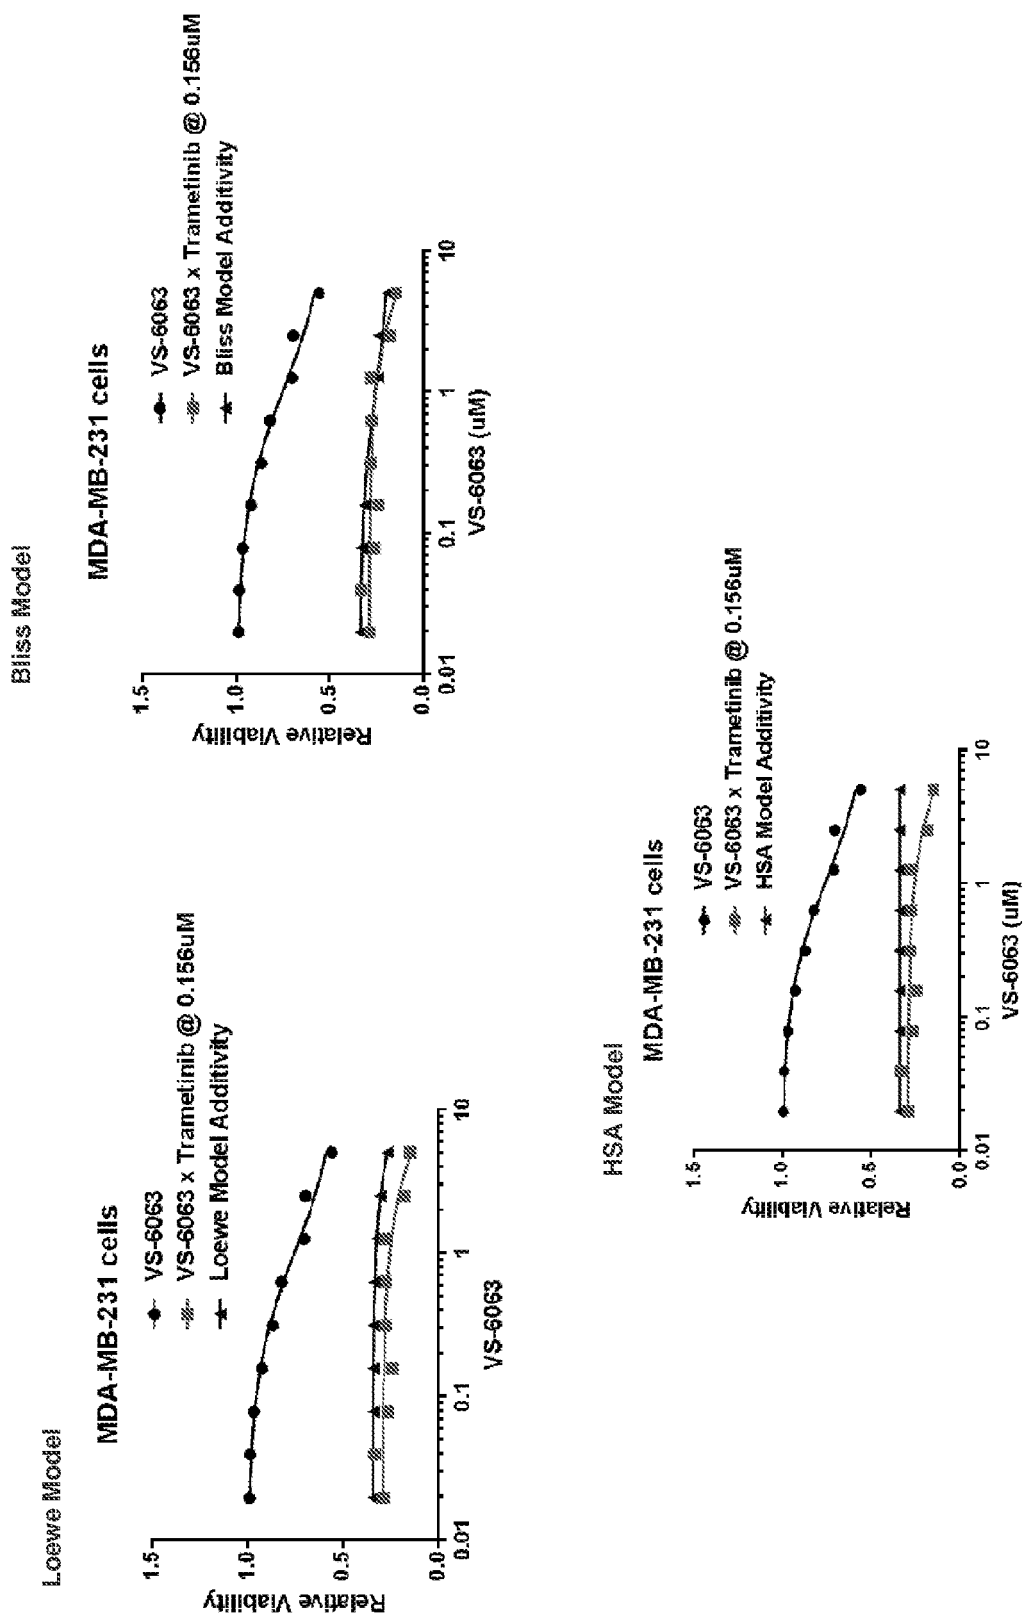 Loewe Model
MDA-MB-231 cells
VS-6063
VS-6063 x Trametinib @ 0.156uM
Loewe Model Additivity
Relative Viability
1.5
1.0
0.5
0.0
0.01
0.1
1
10
VS-6063
Bliss Model
MDA-MB-231 cells
VS-6063
VS-6063 x Trametinib @ 0.156uM
Bliss Model Additivity
Relative Viability
1.5
1.0
0.5
0.0
0.01
0.1
1
10
VS-6063 (uM)
HSA Model
MDA-MB-231 cells
VS-6063
VS-6063 x Trametinib @ 0.156uM
HSA Model Additivity
Relative Viability
1.5
1.0
0.5
0.0
0.01
0.1
1
10
VS-6063 (uM)